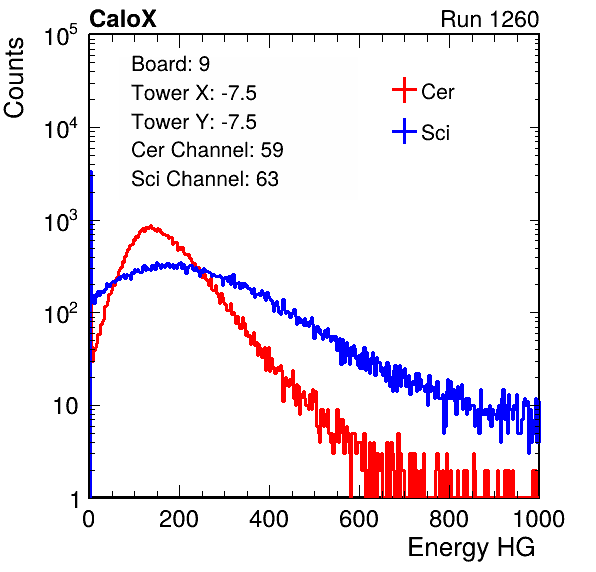 CaloX Run 1260
Counts
Board: 9
Tower X: -7.5
Tower Y: -7.5
Cer Channel: 59
Sci Channel: 63
Cer
Sci
10^5
10^4
10^3
10^2
10
1
0 200 400 600 800 1000
Energy HG